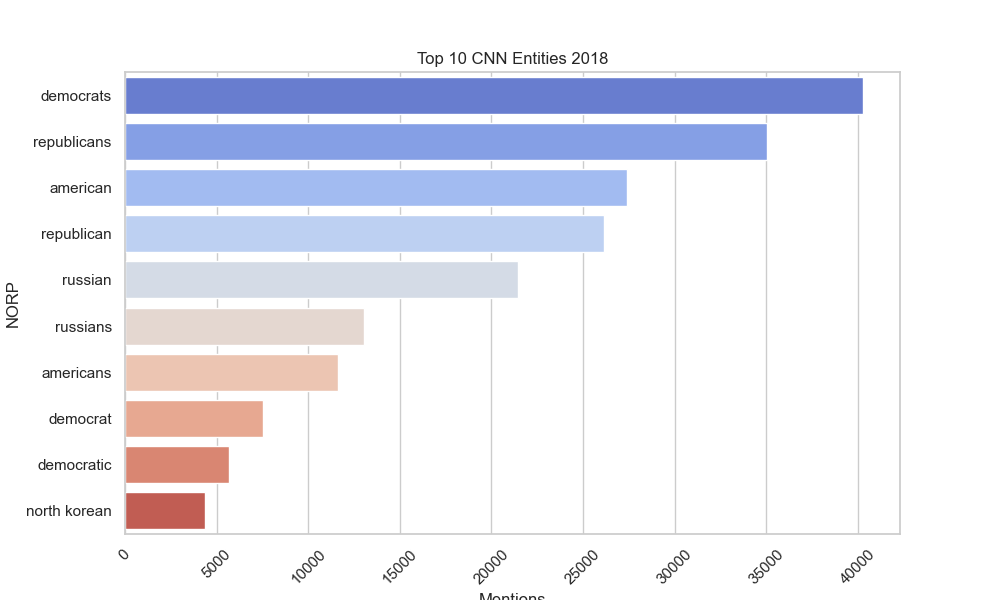 Top 10 CNN Entities 2018
NORP
democrats
republicans
american
republican
russian
russians
americans
democrat
democratic
north korean
0
5000
10000
15000
20000
25000
30000
35000
40000
Mentions